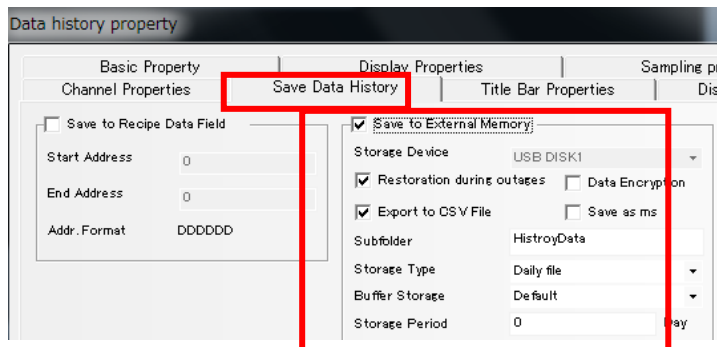 Data history property
Basic Property Display Properties Sampling p
Channel Properties Save Data History Title Bar Properties Dis
Save to Recipe Data Field
Start Address 0
End Address 0
Addr. Format DDDDDD
Save to External Memory
Storage Device USB DISK1
Restoration during outages Data Encryption
Export to CSV File Save as ms
Subfolder HistroyData
Storage Type Daily file
Buffer Storage Default
Storage Period 0 Day